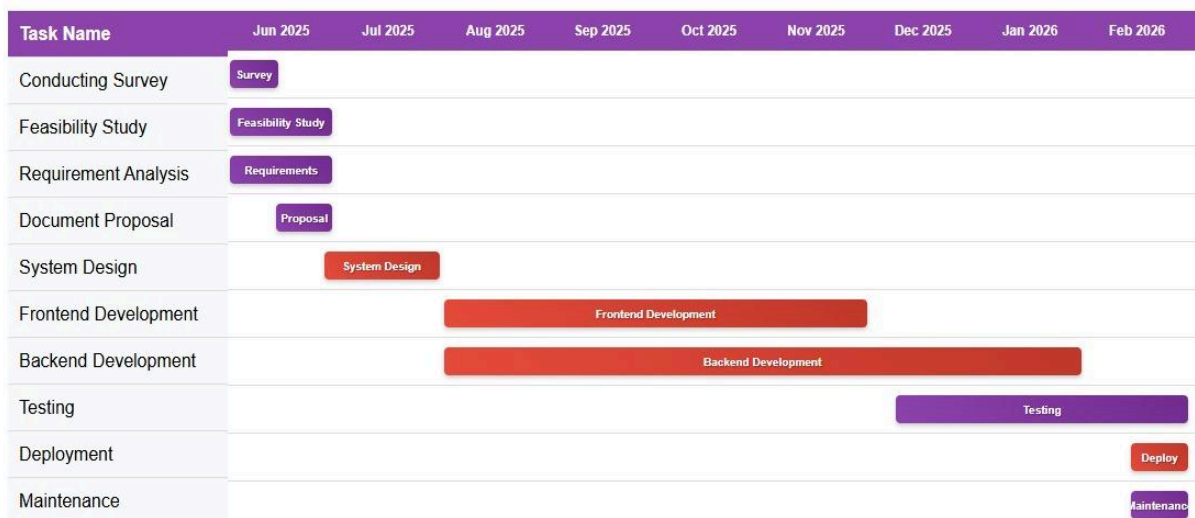 Task Name Jun 2025 Jul 2025 Aug 2025 Sep 2025 Oct 2025 Nov 2025 Dec 2025 Jan 2026 Feb 2026
Conducting Survey Survey
Feasibility Study Feasibility Study
Requirement Analysis Requirements
Document Proposal Proposal
System Design System Design
Frontend Development Frontend Development
Backend Development Backend Development
Testing Testing
Deployment Deploy
Maintenance Maintenanc